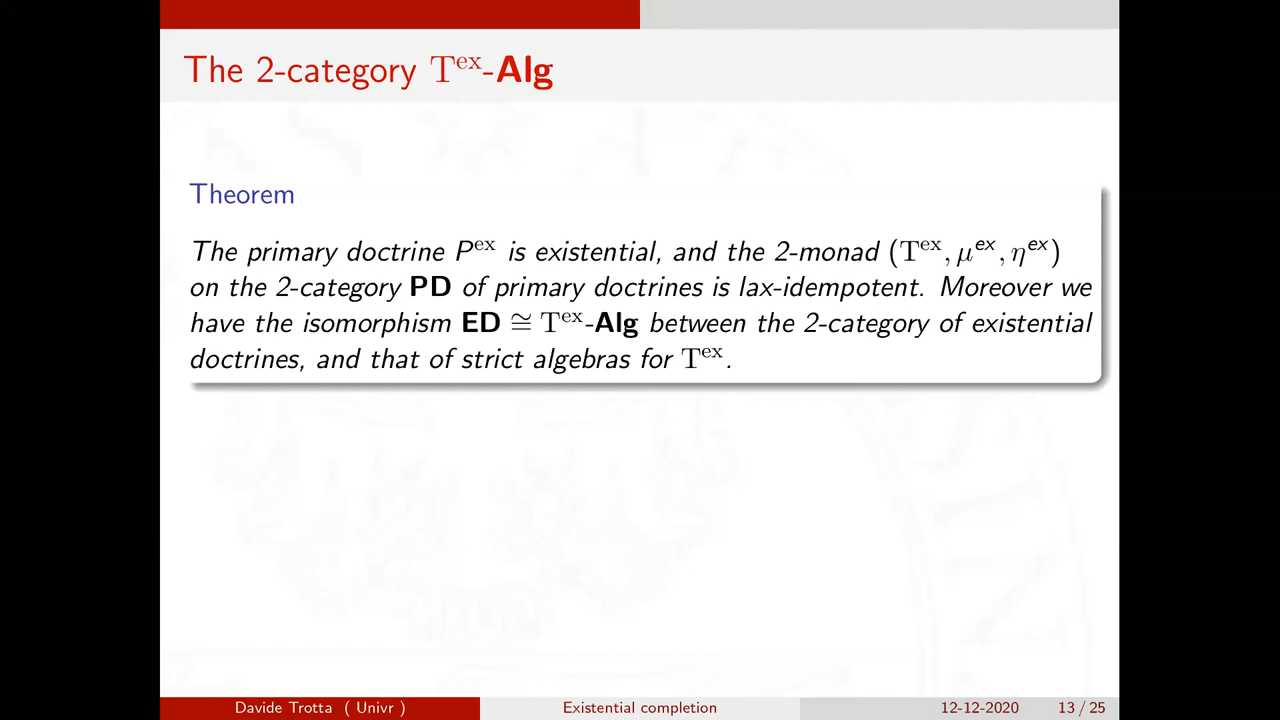 The 2-category Tᵉˣ-Alg
Theorem
The primary doctrine Pᵉˣ is existential, and the 2-monad (Tᵉˣ, μᵉˣ, ηᵉˣ)
on the 2-category PD of primary doctrines is lax-idempotent. Moreover we
have the isomorphism ED ≅ Tᵉˣ-Alg between the 2-category of existential
doctrines, and that of strict algebras for Tᵉˣ.
Davide Trotta ( Univr ) Existential completion 12-12-2020 13 / 25